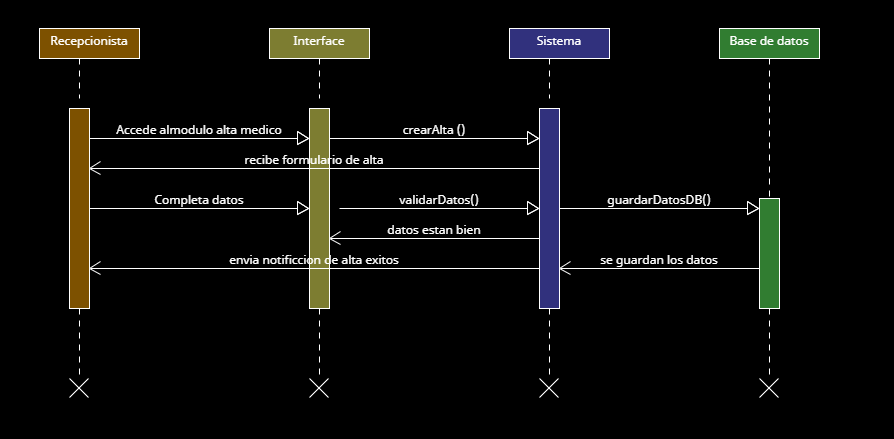 Recepcionista
Interface
Sistema
Base de datos
Accede almodulo alta medico
crearAlta ()
recibe formulario de alta
Completa datos
validarDatos()
guardarDatosDB()
datos estan bien
envia notificcion de alta exitos
se guardan los datos